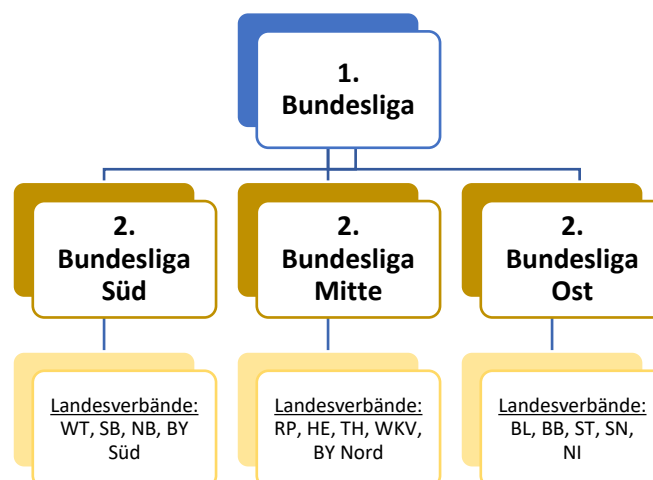 1.
Bundesliga
2.
Bundesliga
Süd
2.
Bundesliga
Mitte
2.
Bundesliga
Ost
Landesverbände:
WT, SB, NB, BY
Süd
Landesverbände:
RP, HE, TH, WKV,
BY Nord
Landesverbände:
BL, BB, ST, SN,
NI